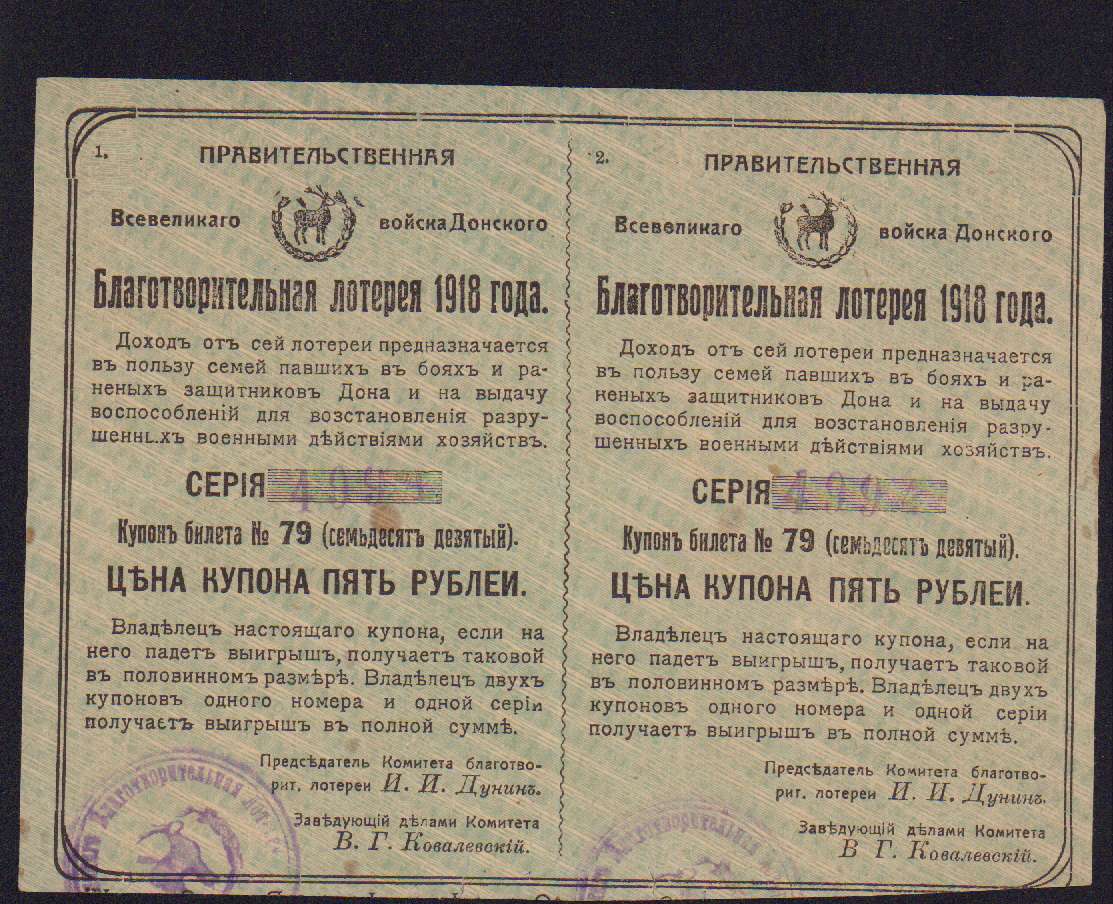 1.
ПРАВИТЕЛЬСТВЕННАЯ
Всевеликаго войска Донского
Благотворительная лотерея 1918 года.
Доходъ отъ сей лотереи предназначается
въ пользу семей павшихъ въ бояхъ и ра-
неныхъ защитниковъ Дона и на выдачу
воспособленій для возстановленія разру-
шенныхъ военными дѣйствіями хозяйствъ.
СЕРІЯ
Купонъ билета № 79 (семьдесятъ девятый).
ЦѢНА КУПОНА ПЯТЬ РУБЛЕИ.
Владѣлецъ настоящаго купона, если на
него падетъ выигрышъ, получаетъ таковой
въ половинномъ размѣрѣ. Владѣлецъ двухъ
купоновъ одного номера и одной серіи
получаетъ выигрышъ въ полной суммѣ.
Предсѣдатель Комитета благотво-
рит. лотереи И. И. Дунинъ.
Завѣдующій дѣлами Комитета
В. Г. Ковалевскій.
Благотворительная
2.
ПРАВИТЕЛЬСТВЕННАЯ
Всевеликаго войска Донского
Благотворительная лотерея 1918 года.
Доходъ отъ сей лотереи предназначается
въ пользу семей павшихъ въ бояхъ и ра-
неныхъ защитниковъ Дона и на выдачу
воспособленій для возстановленія разру-
шенныхъ военными дѣйствіями хозяйствъ.
СЕРІЯ
Купонъ билета № 79 (семьдесятъ девятый).
ЦѢНА КУПОНА ПЯТЬ РУБЛЕИ.
Владѣлецъ настоящаго купона, если на
него падетъ выигрышъ, получаетъ таковой
въ половинномъ размѣрѣ. Владѣлецъ двухъ
купоновъ одного номера и одной серіи
получаетъ выигрышъ въ полной суммѣ.
Предсѣдатель Комитета благотво-
рит. лотереи И. И. Дунинъ.
Завѣдующій дѣлами Комитета
В Г. Ковалевскій.
Благотворительная